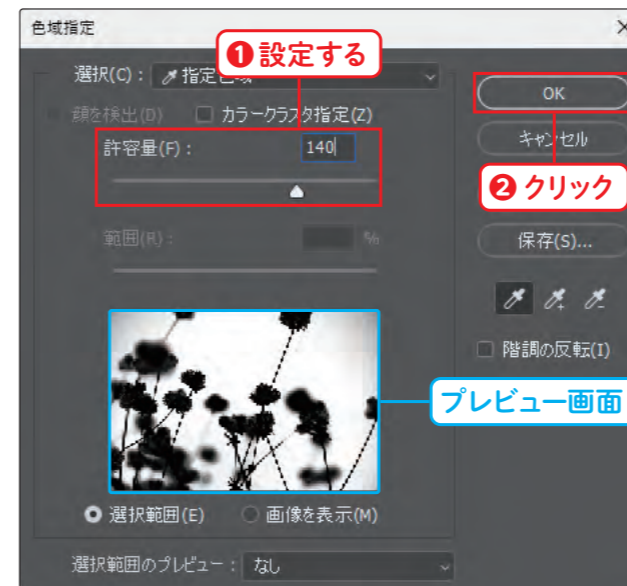 色域指定
❶設定する
選択(C): 指定色域
顔を検出(D) カラークラスタ指定(Z)
許容量(F): 140
範囲(R): %
OK
キャンセル
❷クリック
保存(S)...
階調の反転(I)
プレビュー画面
選択範囲(E) 画像を表示(M)
選択範囲のプレビュー: なし